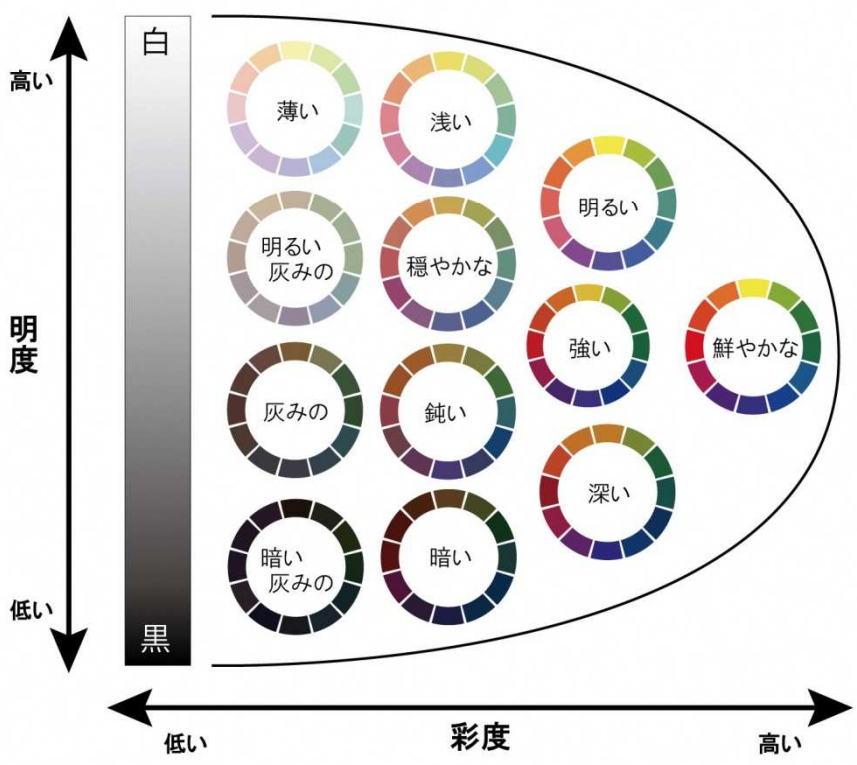 白
高い
薄い
浅い
明るい
明るい
灰みの
穏やかな
明度
強い
鮮やかな
灰みの
鈍い
深い
暗い
灰みの
暗い
低い
黒
低い
彩度
高い